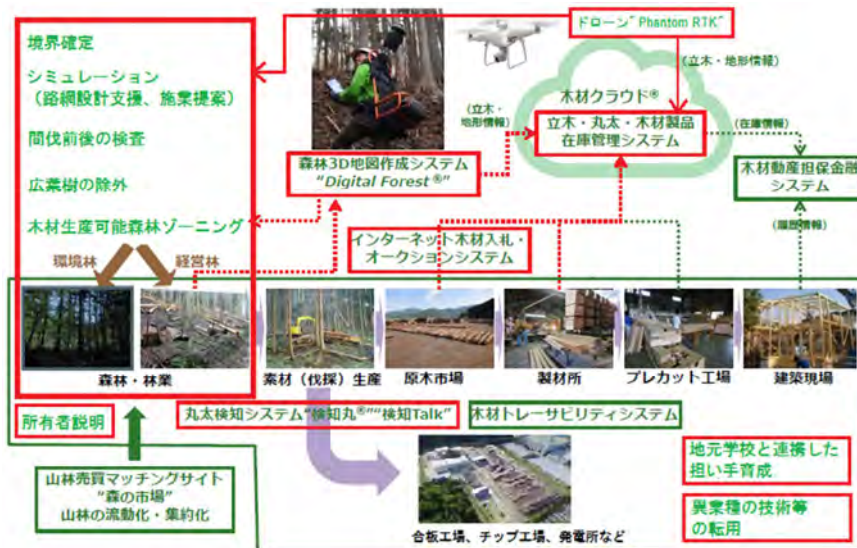 境界確定
シミュレーション
(路網設計支援、施業提案)
間伐前後の検査
広葉樹の除外
木材生産可能森林ゾーニング
環境林
経営林
森林・林業
ドローン”Phantom RTK”
(立木・地形情報)
(立木・
地形情報)
木材クラウド®
立木・丸太・木材製品
在庫管理システム
(在庫情報)
木材動産担保金融
システム
(履歴情報)
森林3D地図作成システム
“Digital Forest®”
インターネット木材入札・
オークションシステム
素材(伐採)生産
原木市場
製材所
プレカット工場
建築現場
所有者説明
丸太検知システム“検知丸®”“検知Talk”
木材トレーサビリティシステム
山林売買マッチングサイト
“森の市場”
山林の流動化・集約化
合板工場、チップ工場、発電所など
地元学校と連携した
担い手育成
異業種の技術等
の転用